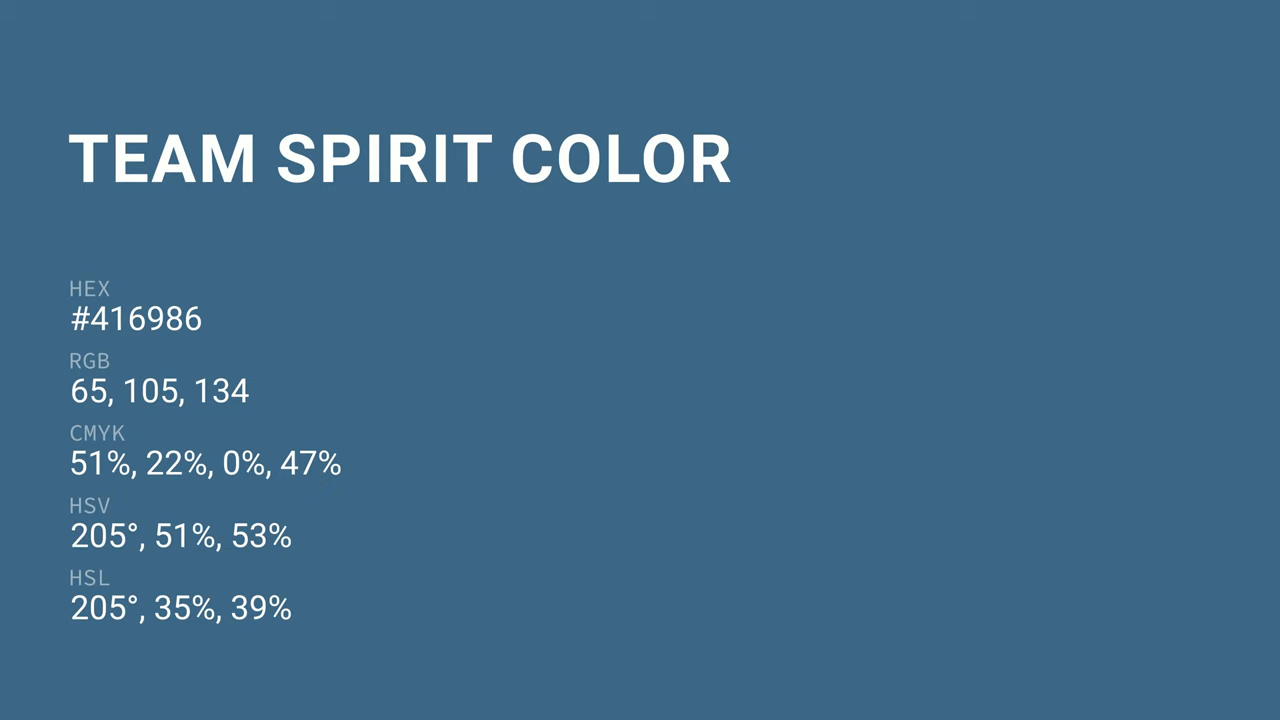 TEAM SPIRIT COLOR
HEX
#416986
RGB
65, 105, 134
CMYK
51%, 22%, 0%, 47%
HSV
205°, 51%, 53%
HSL
205°, 35%, 39%